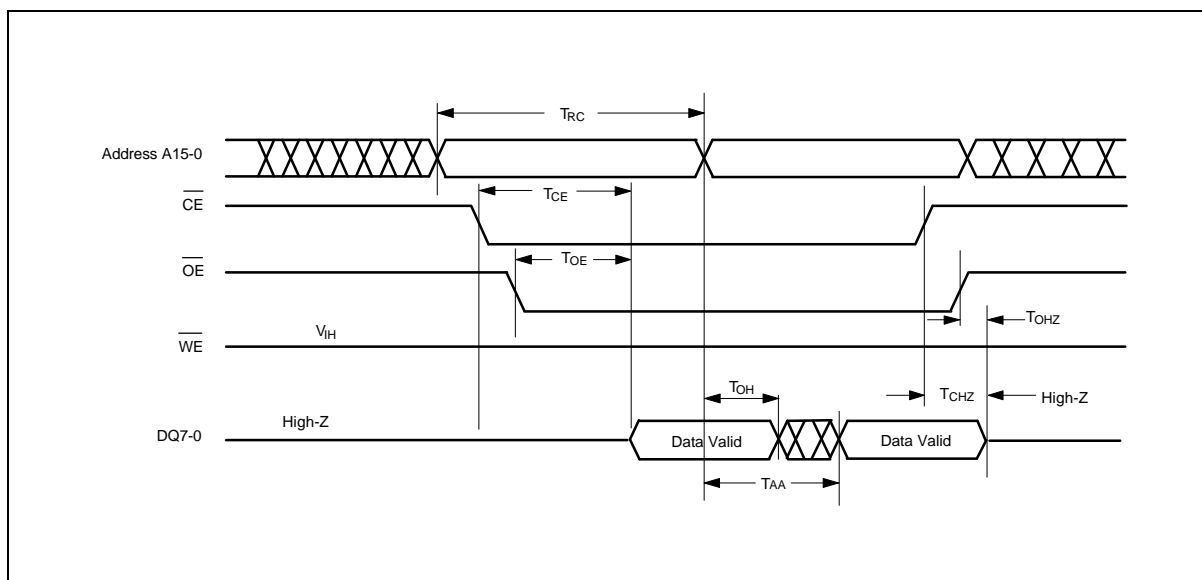 TRC
Address A15-0
TCE
CE
TOE
OE
TOHZ
VIH
WE
TOH
TCHZ
High-Z
High-Z
DQ7-0
Data Valid
Data Valid
TAA